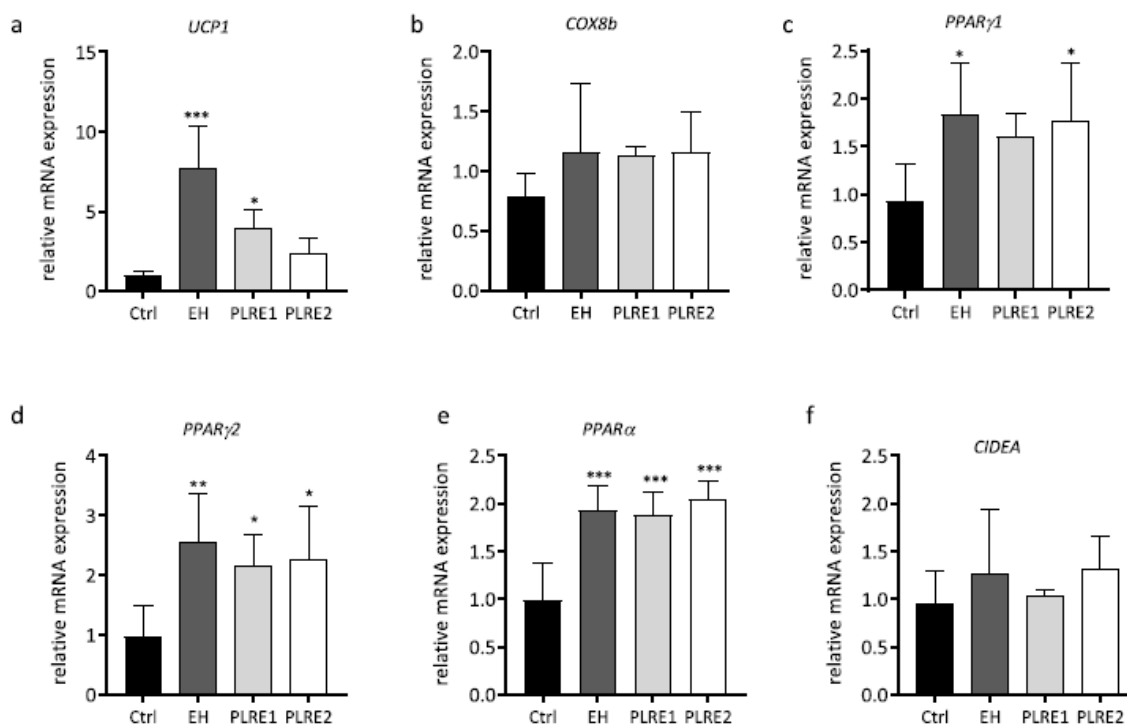 a
UCP1
relative mRNA expression
15
10
5
0
***
*
Ctrl EH PLRE1 PLRE2
b
COX8b
relative mRNA expression
2.0
1.5
1.0
0.5
0.0
Ctrl EH PLRE1 PLRE2
c
PPARγ1
relative mRNA expression
2.5
2.0
1.5
1.0
0.5
0.0
*
*
Ctrl EH PLRE1 PLRE2
d
PPARγ2
relative mRNA expression
4
3
2
1
0
**
*
*
Ctrl EH PLRE1 PLRE2
e
PPARα
relative mRNA expression
2.5
2.0
1.5
1.0
0.5
0.0
***
***
***
Ctrl EH PLRE1 PLRE2
f
CIDEA
relative mRNA expression
2.5
2.0
1.5
1.0
0.5
0.0
Ctrl EH PLRE1 PLRE2